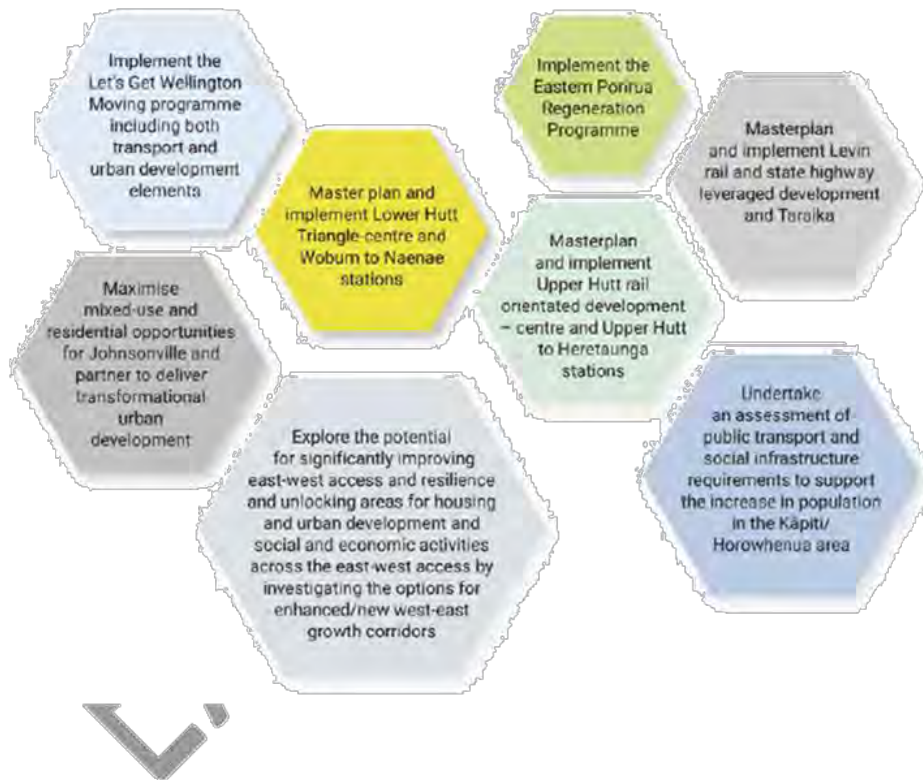 Implement the
Let's Get Wellington
Moving programme
including both
transport and
urban development
elements
Master plan and
implement Lower Hutt
Triangle-centre and
Woburn to Naenae
stations
Implement the
Eastern Porirua
Regeneration
Programme
Masterplan
and implement Levin
rail and state highway
leveraged development
and Taraika
Maximise
mixed-use and
residential opportunities
for Johnsonville and
partner to deliver
transformational
urban
development
Masterplan
and implement
Upper Hutt rail
orientated development
– centre and Upper Hutt
to Heretaunga
stations
Explore the potential
for significantly improving
east-west access and resilience
and unlocking areas for housing
and urban development and
social and economic activities
across the east-west access by
investigating the options for
enhanced/new west-east
growth corridors
Undertake
an assessment of
public transport and
social infrastructure
requirements to support
the increase in population
in the Kāpiti/
Horowhenua area